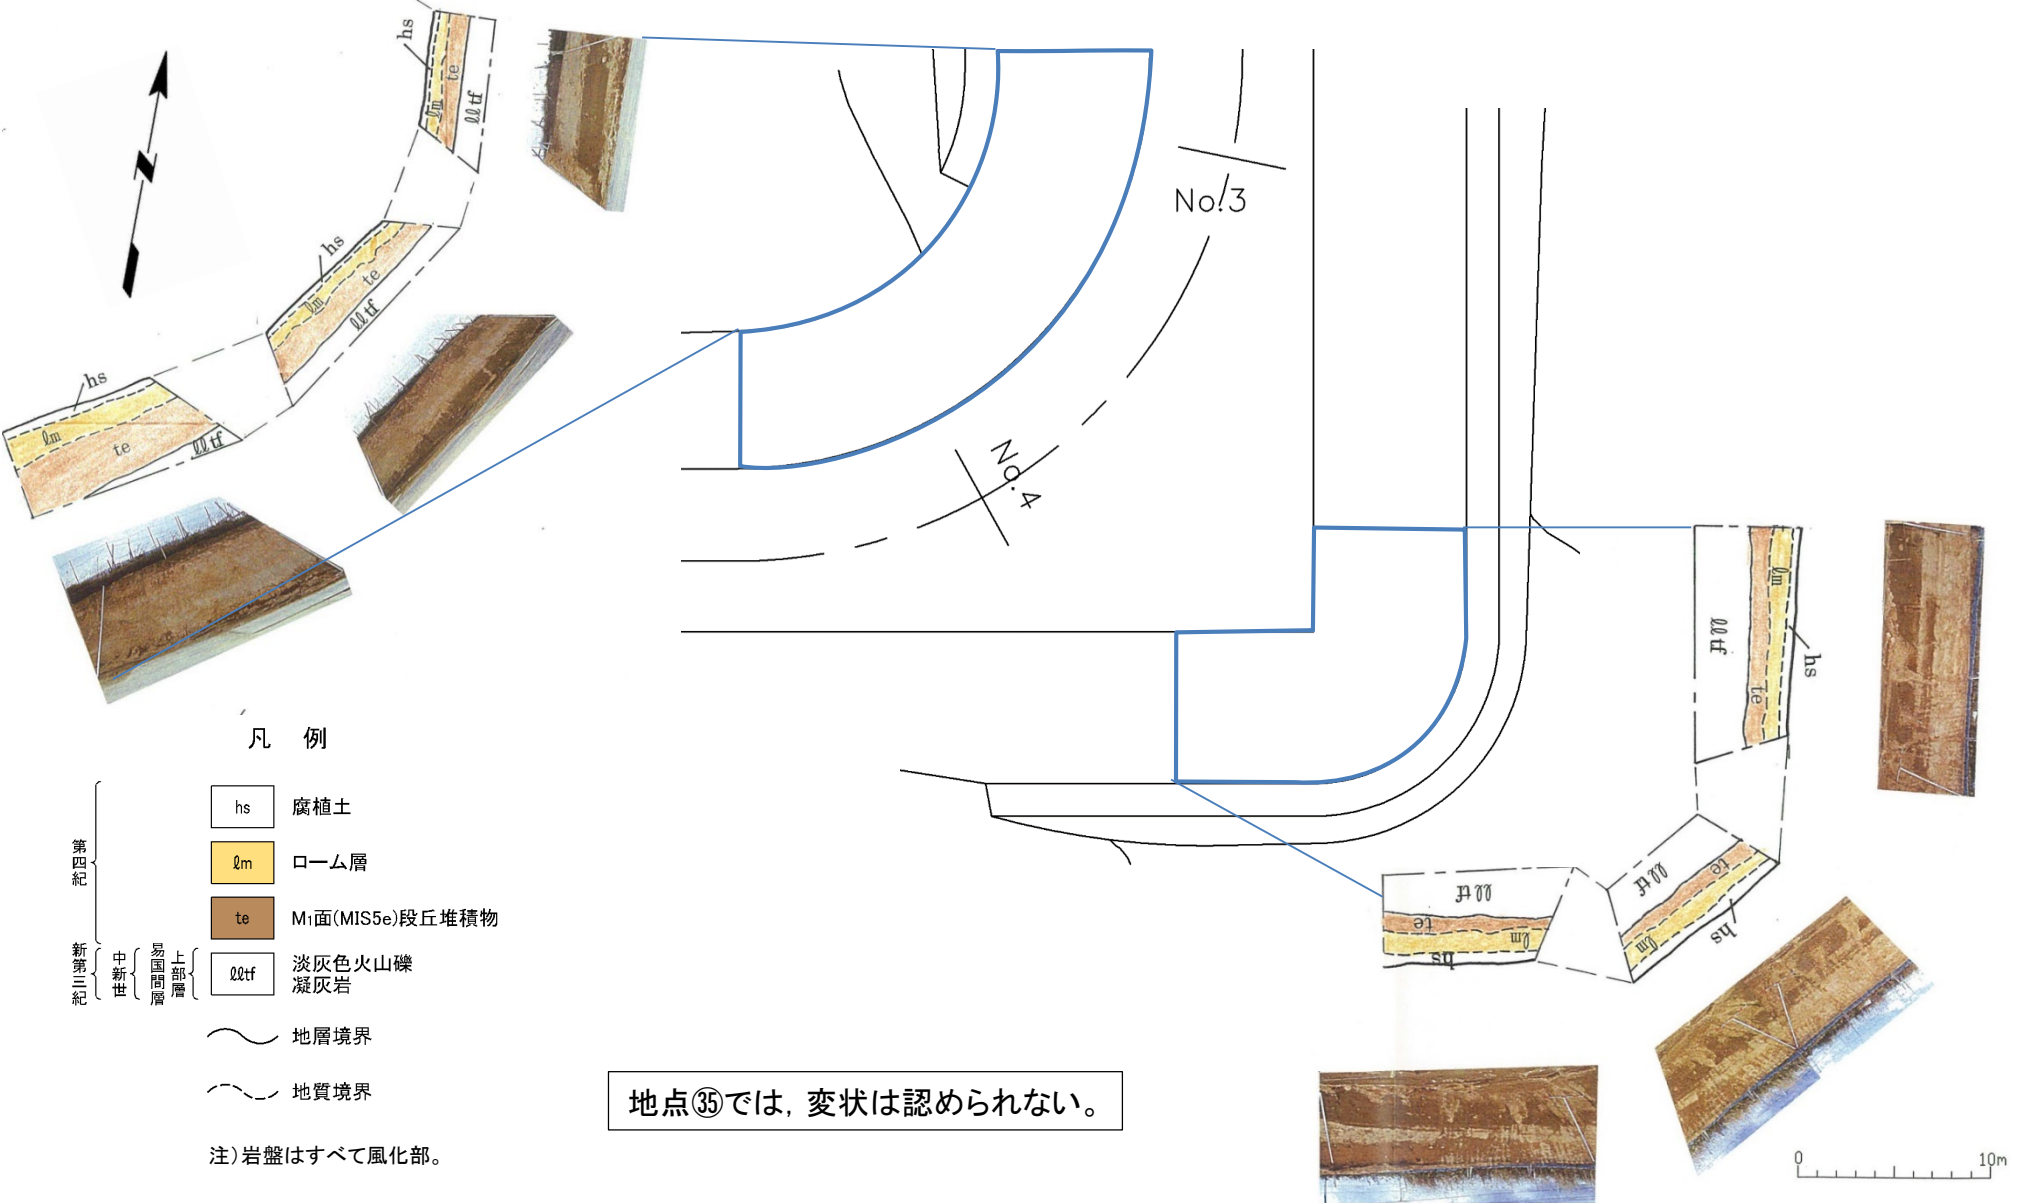 hs
te
lm
lltf
N
hs
te
lm
lltf
hs
lm
te
lltf
No.3
No.4
lltf
lm
te
hs
lltf
te
lm
hs
lltf
te
lm
hs
凡 例
第四紀
hs 腐植土
lm ローム層
te M1面(MIS5e)段丘堆積物
新第三紀
中新世
易国間層
上部層
lltf 淡灰色火山礫
凝灰岩
地層境界
地質境界
注)岩盤はすべて風化部。
地点㉟では, 変状は認められない。
0 10m